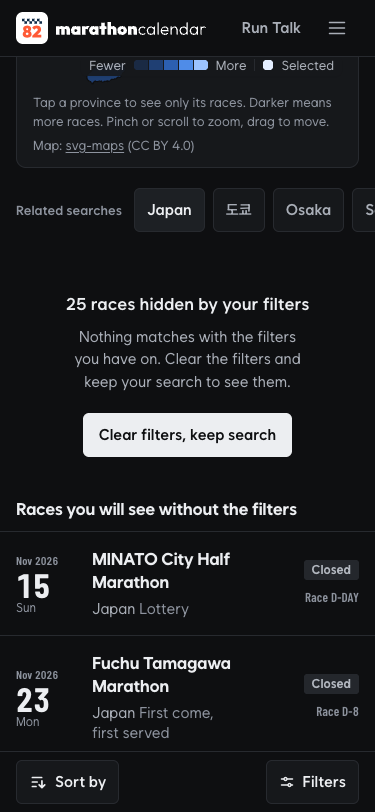 82 marathoncalendar
Run Talk
Fewer More Selected
Tap a province to see only its races. Darker means
more races. Pinch or scroll to zoom, drag to move.
Map: svg-maps (CC BY 4.0)
Related searches Japan 도쿄 Osaka
25 races hidden by your filters
Nothing matches with the filters
you have on. Clear the filters and
keep your search to see them.
Clear filters, keep search
Races you will see without the filters
Nov 2026
15
Sun
MINATO City Half
Marathon
Japan Lottery
Closed
Race D-DAY
Nov 2026
23
Mon
Fuchu Tamagawa
Marathon
Japan First come,
first served
Closed
Race D-8
Sort by
Filters